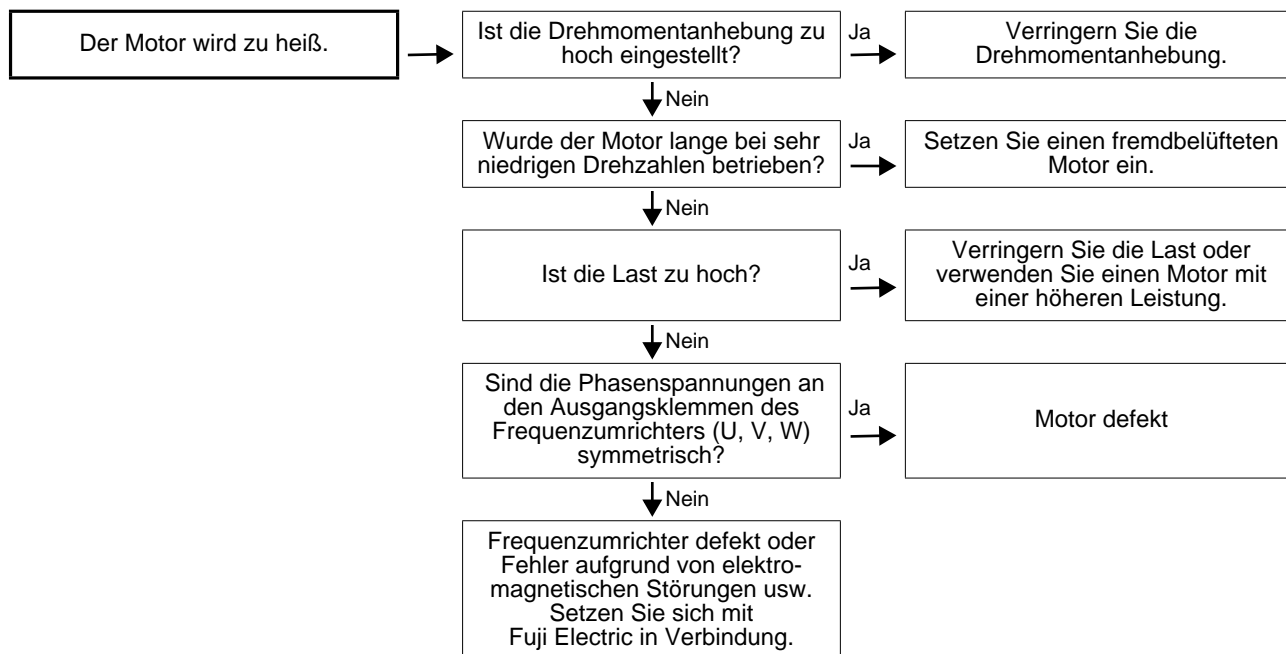 Der Motor wird zu heiß.
Ist die Drehmomentanhebung zu
hoch eingestellt?
Ja
Verringern Sie die
Drehmomentanhebung.
Nein
Wurde der Motor lange bei sehr
niedrigen Drehzahlen betrieben?
Ja
Setzen Sie einen fremdbelüfteten
Motor ein.
Nein
Ist die Last zu hoch?
Ja
Verringern Sie die Last oder
verwenden Sie einen Motor mit
einer höheren Leistung.
Nein
Sind die Phasenspannungen an
den Ausgangsklemmen des
Frequenzumrichters (U, V, W)
symmetrisch?
Ja
Motor defekt
Nein
Frequenzumrichter defekt oder
Fehler aufgrund von elektro-
magnetischen Störungen usw.
Setzen Sie sich mit
Fuji Electric in Verbindung.